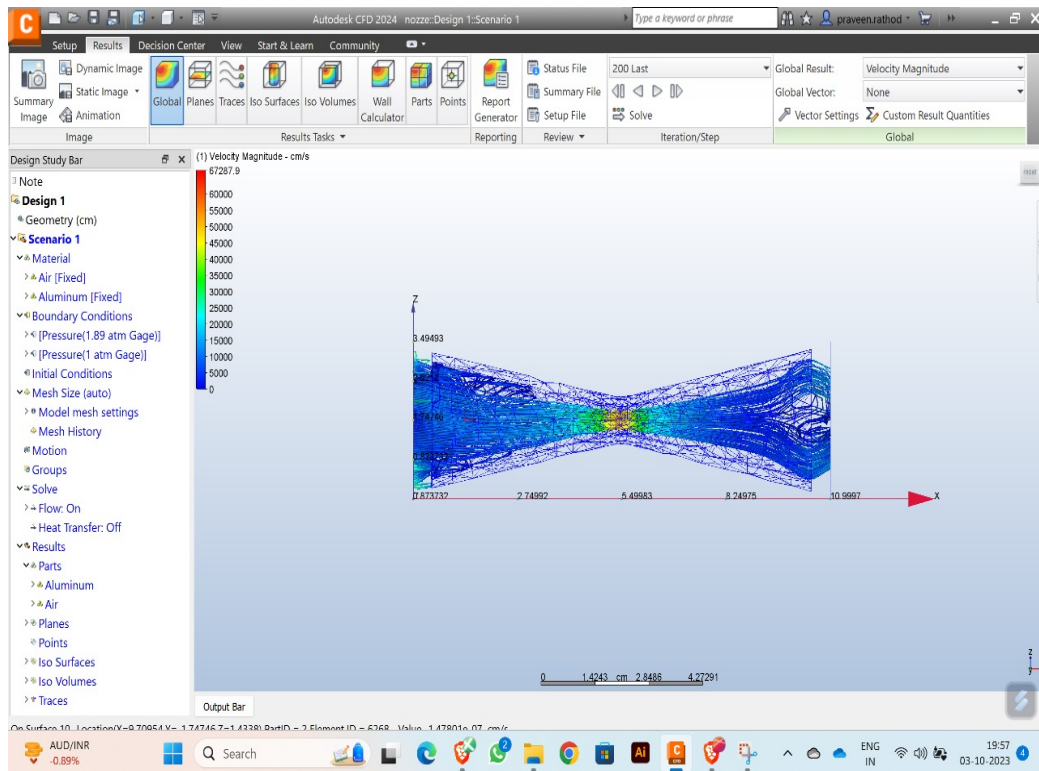 C
Autodesk CFD 2024 nozze::Design 1::Scenario 1
Type a keyword or phrase
praveen.rathod
Setup Results Decision Center View Start & Learn Community
Summary Image
Dynamic Image
Static Image
Animation
Image
Global Planes Traces Iso Surfaces Iso Volumes Wall Calculator Parts Points
Results Tasks
Report Generator
Reporting
Status File
Summary File
Setup File
Review
200 Last
Solve
Iteration/Step
Global Result: Velocity Magnitude
Global Vector: None
Vector Settings Custom Result Quantities
Global
Design Study Bar
Note
Design 1
Geometry (cm)
Scenario 1
Material
Air [Fixed]
Aluminum [Fixed]
Boundary Conditions
[Pressure(1.89 atm Gage)]
[Pressure(1 atm Gage)]
Initial Conditions
Mesh Size (auto)
Model mesh settings
Mesh History
Motion
Groups
Solve
Flow: On
Heat Transfer: Off
Results
Parts
Aluminum
Air
Planes
Points
Iso Surfaces
Iso Volumes
Traces
(1) Velocity Magnitude - cm/s
67287.9
60000
55000
50000
45000
40000
35000
30000
25000
20000
15000
10000
5000
0
FRONT
Z
3.49493
2.74992 5.49983 8.24975 10.9997
X
0 1.4243 cm 2.8486 4.27291
z
Output Bar
AUD/INR
-0.89%
Search
2
Ai
C
CFD
ENG
IN
19:57
03-10-2023
4